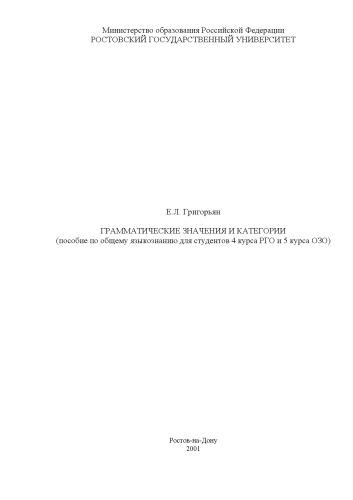 Министерство образования Российской Федерации
РОСТОВСКИЙ ГОСУДАРСТВЕННЫЙ УНИВЕРСИТЕТ
Е.Л. Григорьян
ГРАММАТИЧЕСКИЕ ЗНАЧЕНИЯ И КАТЕГОРИИ
(пособие по общему языкознанию для студентов 4 курса РГО и 5 курса ОЗО)
Ростов-на-Дону
2001